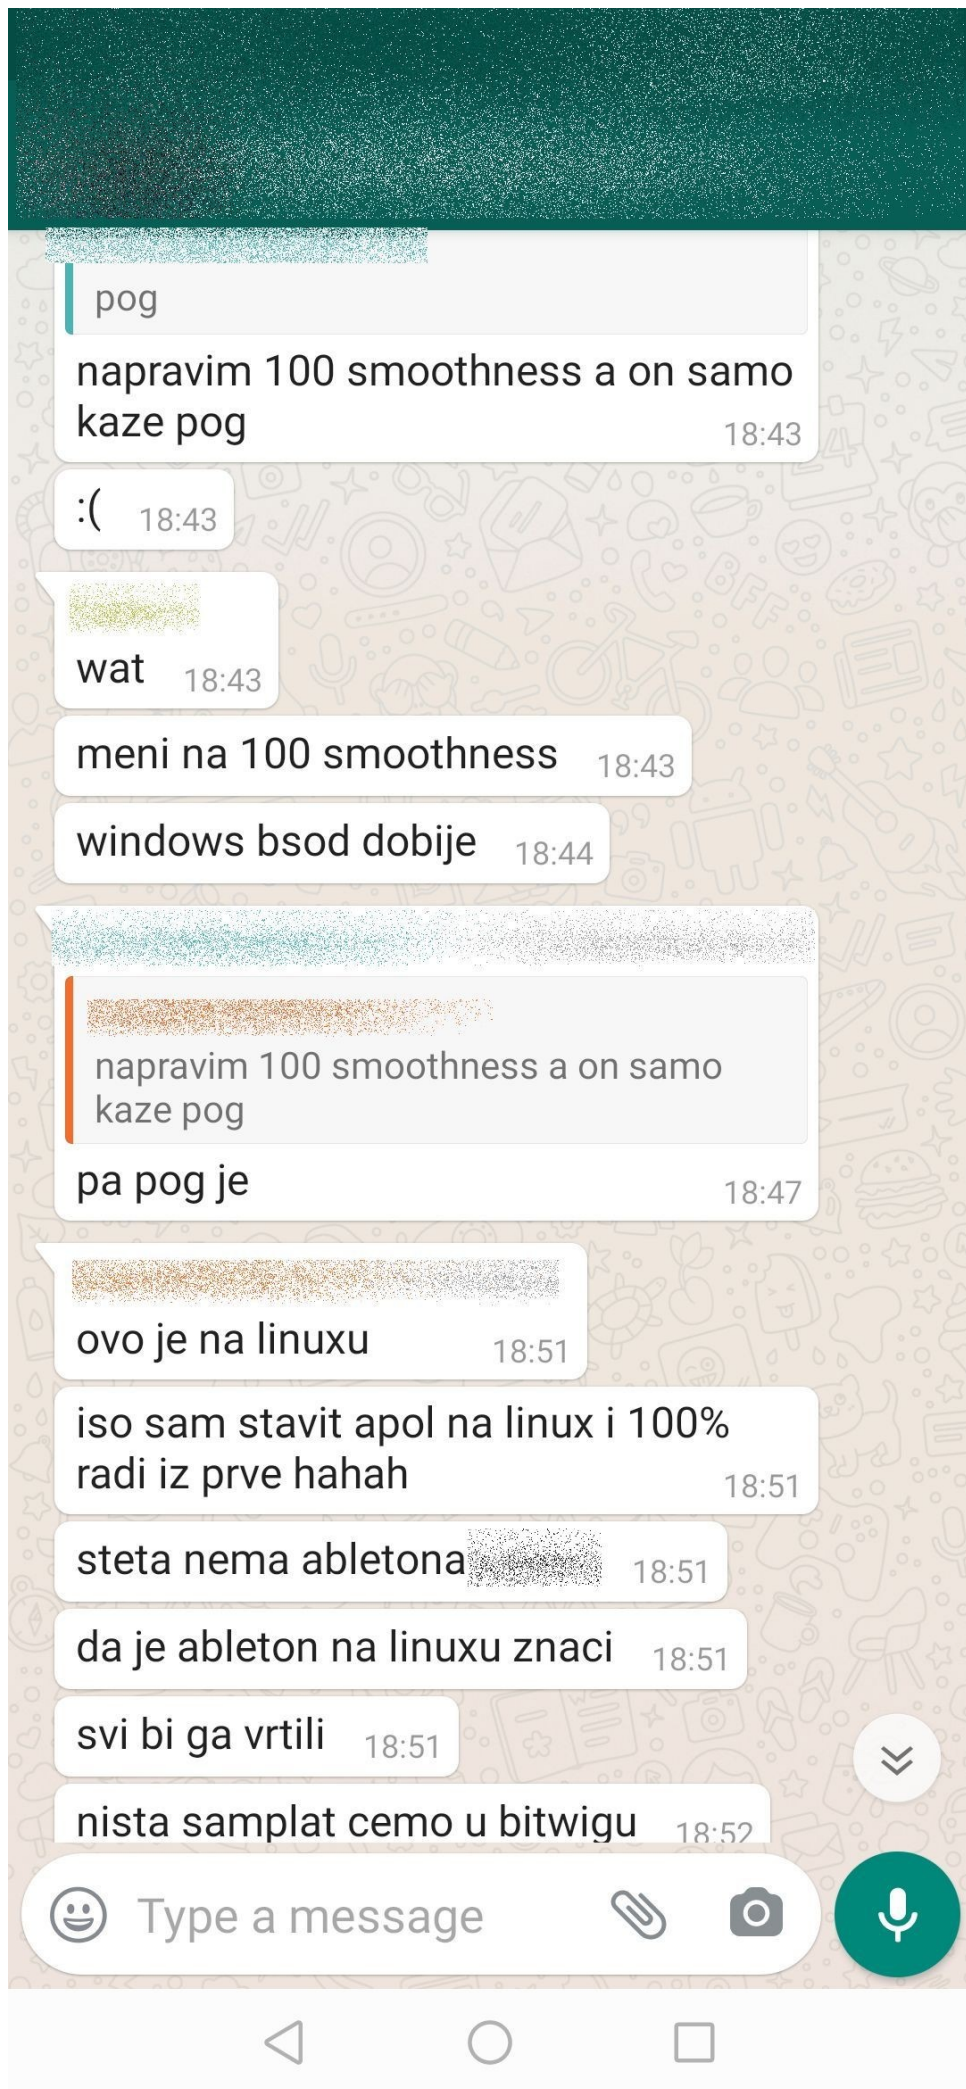 pog
napravim 100 smoothness a on samo
kaze pog
18:43
:(
18:43
wat
18:43
meni na 100 smoothness
18:43
windows bsod dobije
18:44
napravim 100 smoothness a on samo
kaze pog
pa pog je
18:47
ovo je na linuxu
18:51
iso sam stavit apol na linux i 100%
radi iz prve hahah
18:51
steta nema abletona
18:51
da je ableton na linuxu znaci
18:51
svi bi ga vrtili
18:51
nista samplat cemo u bitwigu
18:52
Type a message